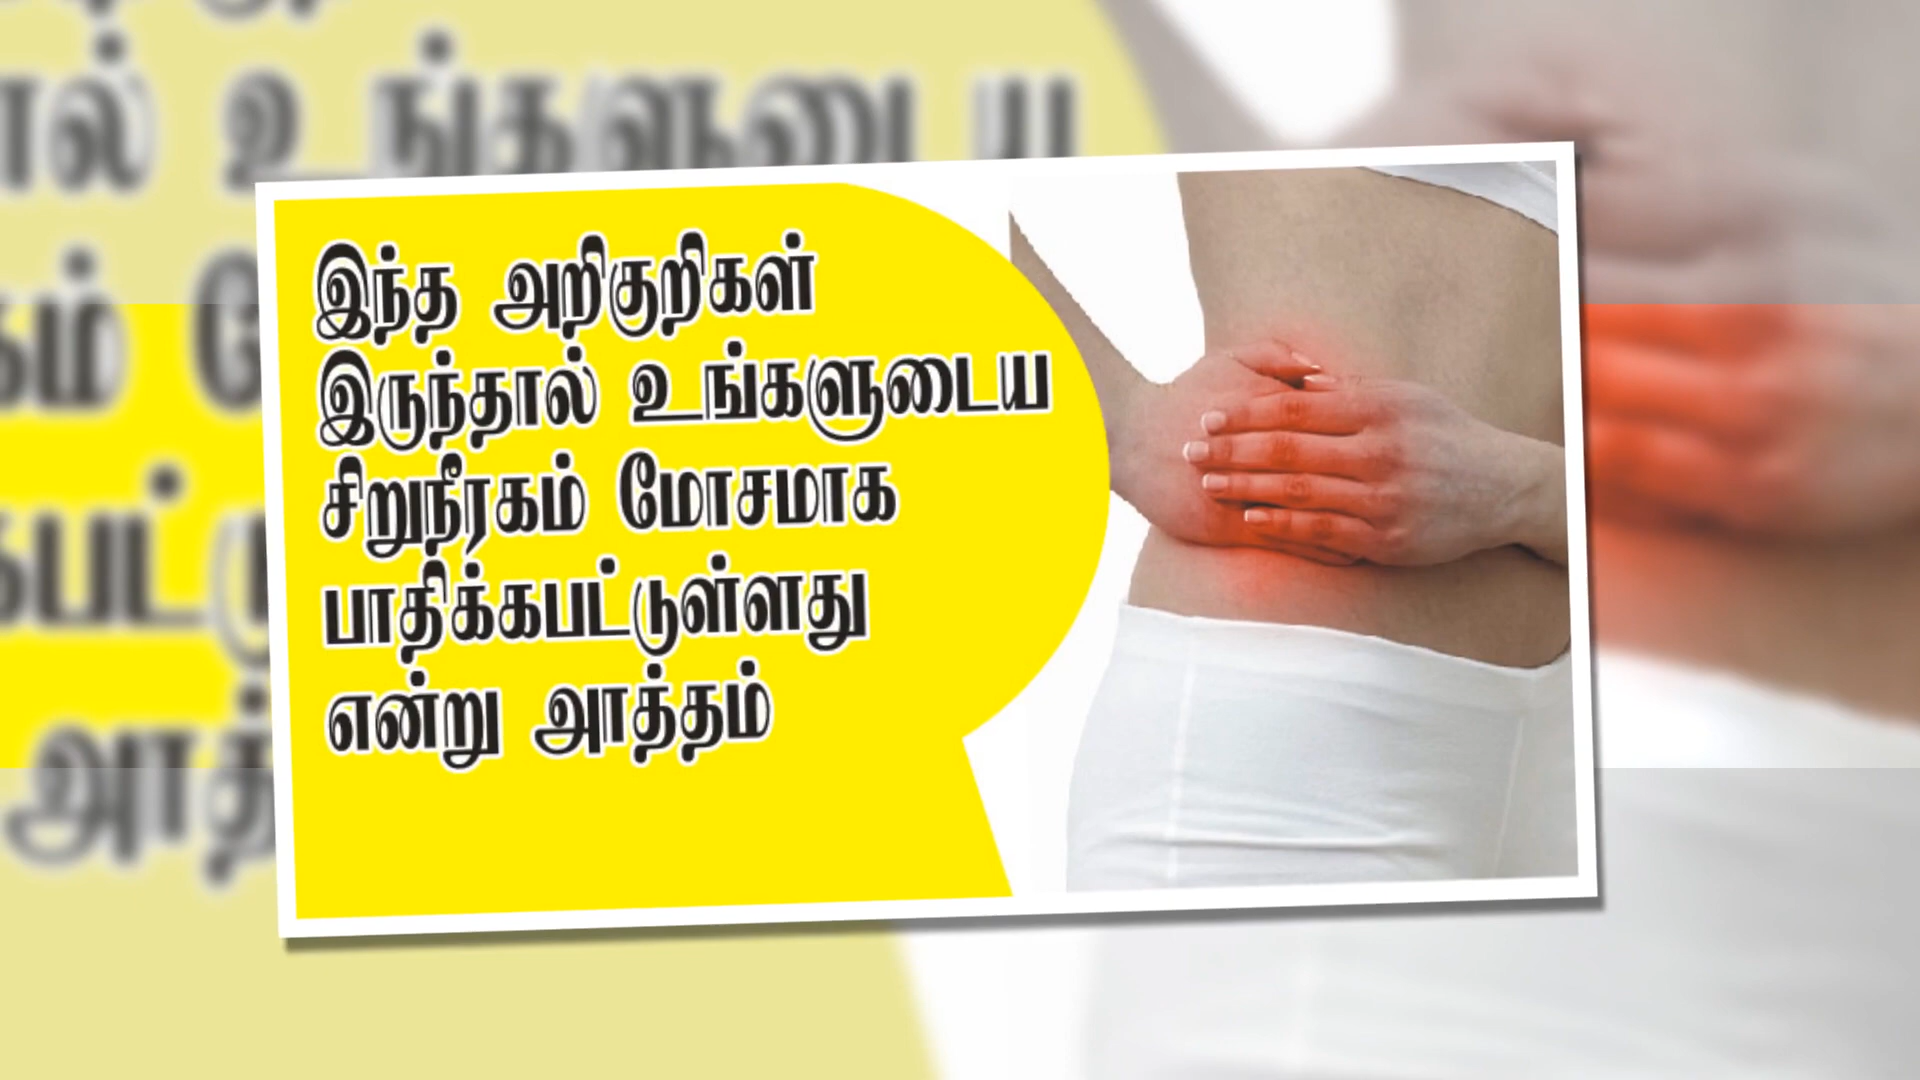 இந்த அறிகுறிகள்
இருந்தால் உங்களுடைய
சிறுநீரகம் மோசமாக
பாதிக்கபட்டுள்ளது
என்று அர்த்தம்